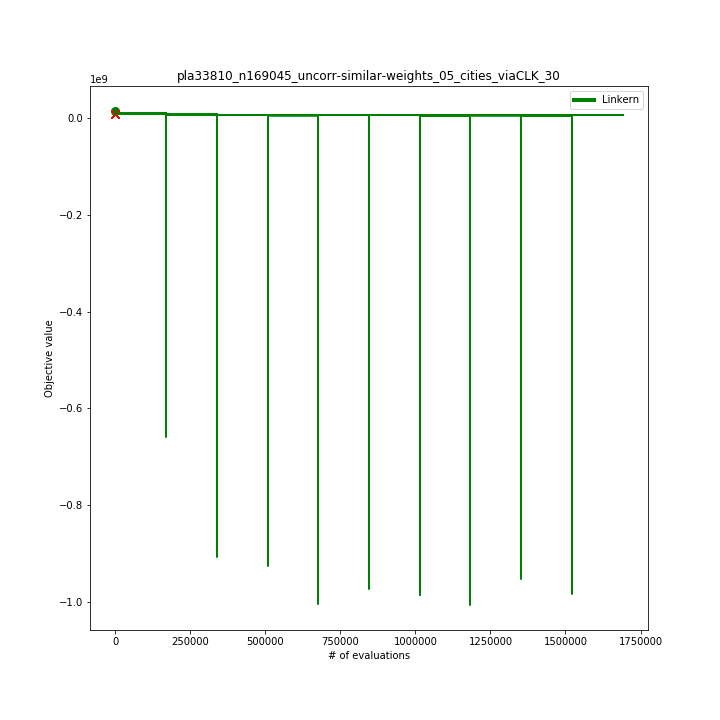 pla33810_n169045_uncorr-similar-weights_05_cities_viaCLK_30
1e9
Linkern
0.0
−0.2
−0.4
−0.6
−0.8
−1.0
Objective value
0 250000 500000 750000 1000000 1250000 1500000 1750000
# of evaluations